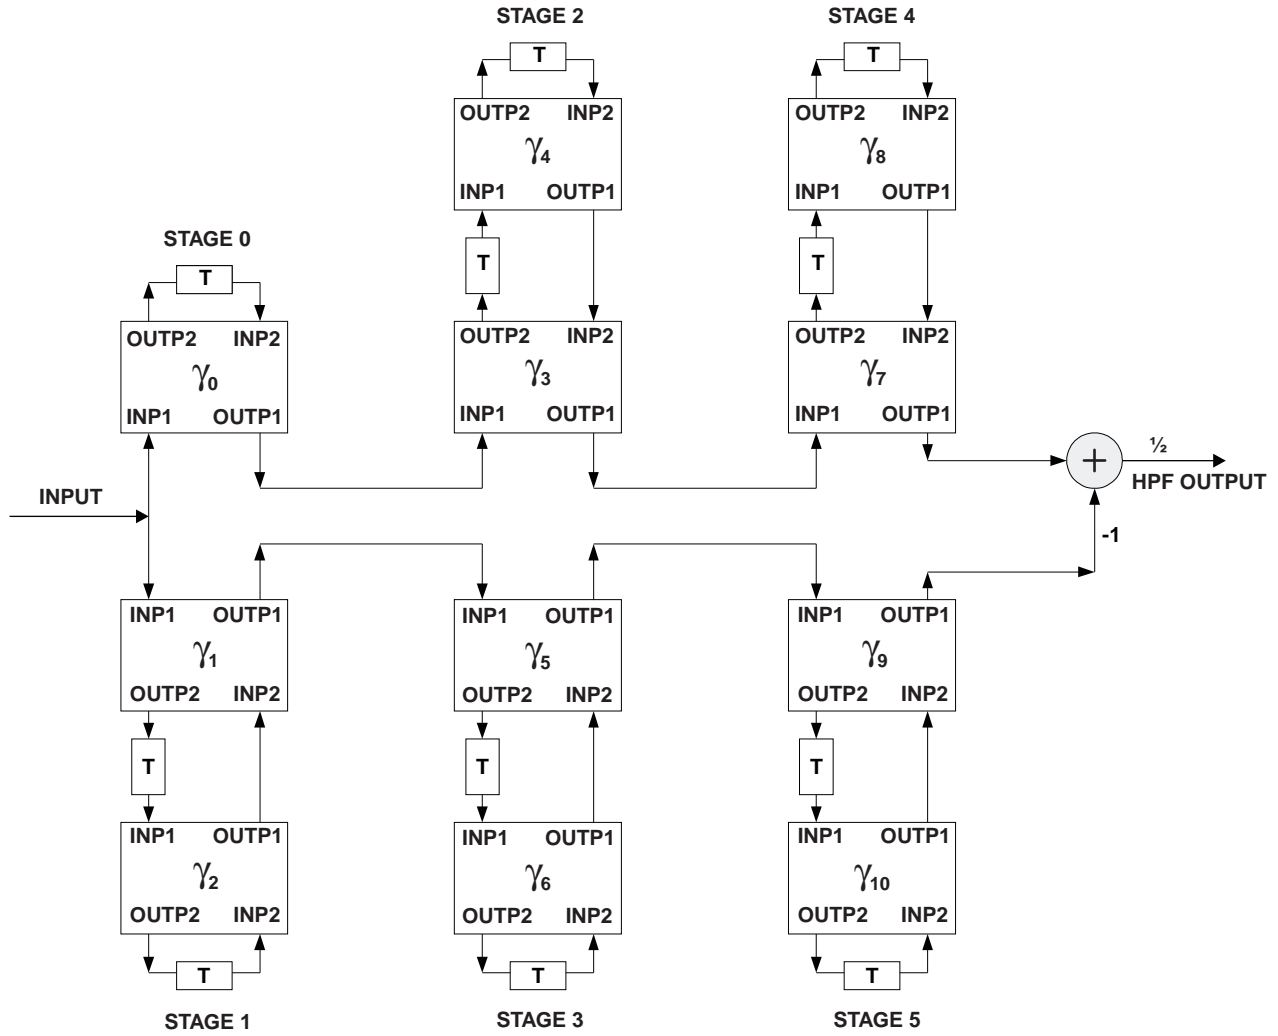 STAGE 2
STAGE 4
T
T
OUTP2 INP2
OUTP2 INP2
γ4
γ8
INP1 OUTP1
INP1 OUTP1
STAGE 0
T
T
T
OUTP2 INP2
OUTP2 INP2
OUTP2 INP2
γ0
γ3
γ7
INP1 OUTP1
INP1 OUTP1
INP1 OUTP1
½
+
HPF OUTPUT
INPUT
-1
INP1 OUTP1
INP1 OUTP1
INP1 OUTP1
γ1
γ5
γ9
OUTP2 INP2
OUTP2 INP2
OUTP2 INP2
T
T
T
INP1 OUTP1
INP1 OUTP1
INP1 OUTP1
γ2
γ6
γ10
OUTP2 INP2
OUTP2 INP2
OUTP2 INP2
T
T
T
STAGE 1
STAGE 3
STAGE 5